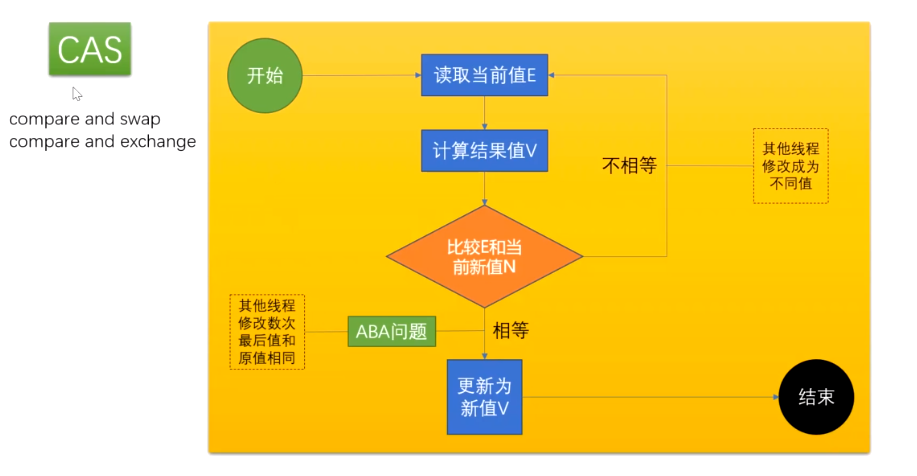 CAS
compare and swap
compare and exchange
开始
读取当前值E
计算结果值V
不相等
其他线程
修改成为
不同值
比较E和当
前新值N
其他线程
修改数次
最后值和
原值相同
ABA问题
相等
更新为
新值V
结束